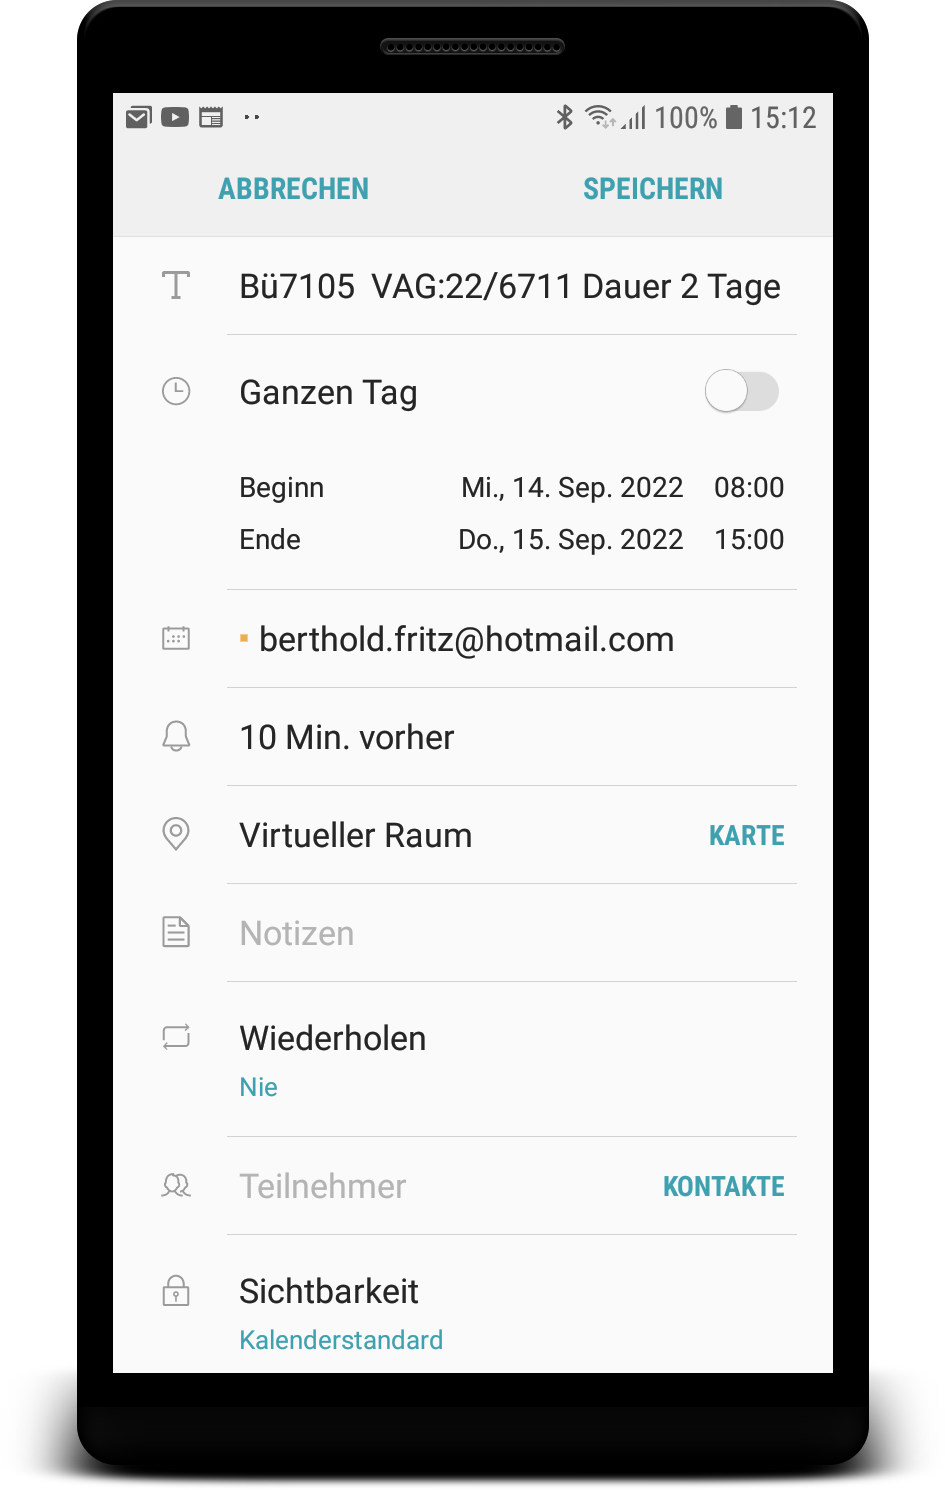 100% 15:12
ABBRECHEN SPEICHERN
Bü7105  VAG:22/6711 Dauer 2 Tage
Ganzen Tag
Beginn Mi., 14. Sep. 2022 08:00
Ende Do., 15. Sep. 2022 15:00
berthold.fritz@hotmail.com
10 Min. vorher
Virtueller Raum KARTE
Notizen
Wiederholen
Nie
Teilnehmer KONTAKTE
Sichtbarkeit
Kalenderstandard